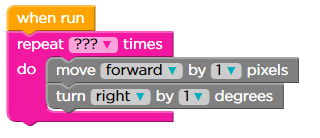 when run
repeat ??? ▼ times
do move forward ▼ by 1 ▼ pixels
turn right ▼ by 1 ▼ degrees